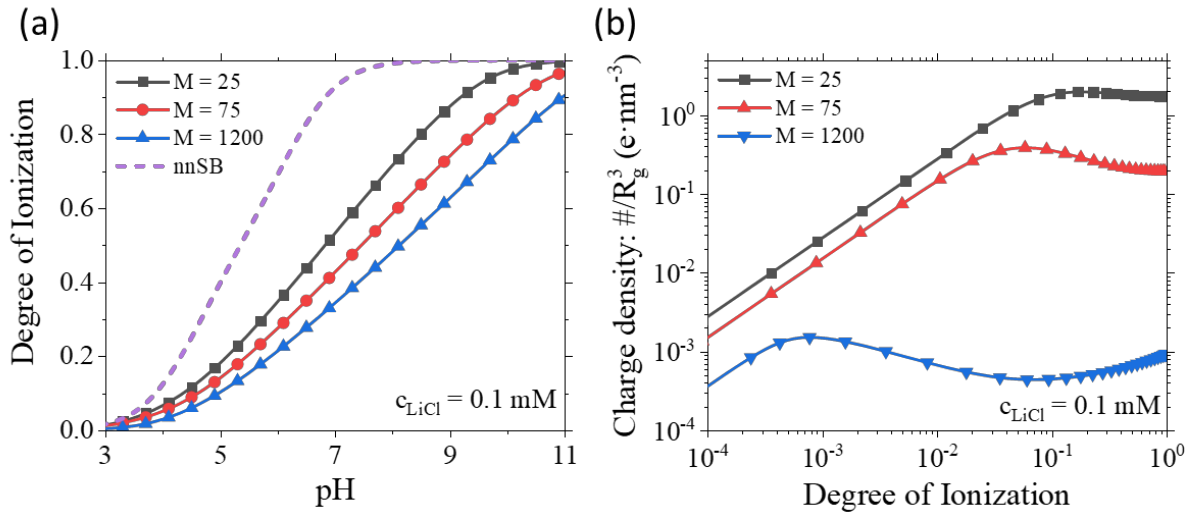 (a)
1.0
0.8
0.6
0.4
0.2
0.0
Degree of Ionization
M = 25
M = 75
M = 1200
nnSB
c_LiCl = 0.1 mM
3 5 7 9 11
pH
(b)
10^0
10^-1
10^-2
10^-3
10^-4
Charge density: #/R_g^3 (e·nm^-3)
M = 25
M = 75
M = 1200
c_LiCl = 0.1 mM
10^-4 10^-3 10^-2 10^-1 10^0
Degree of Ionization